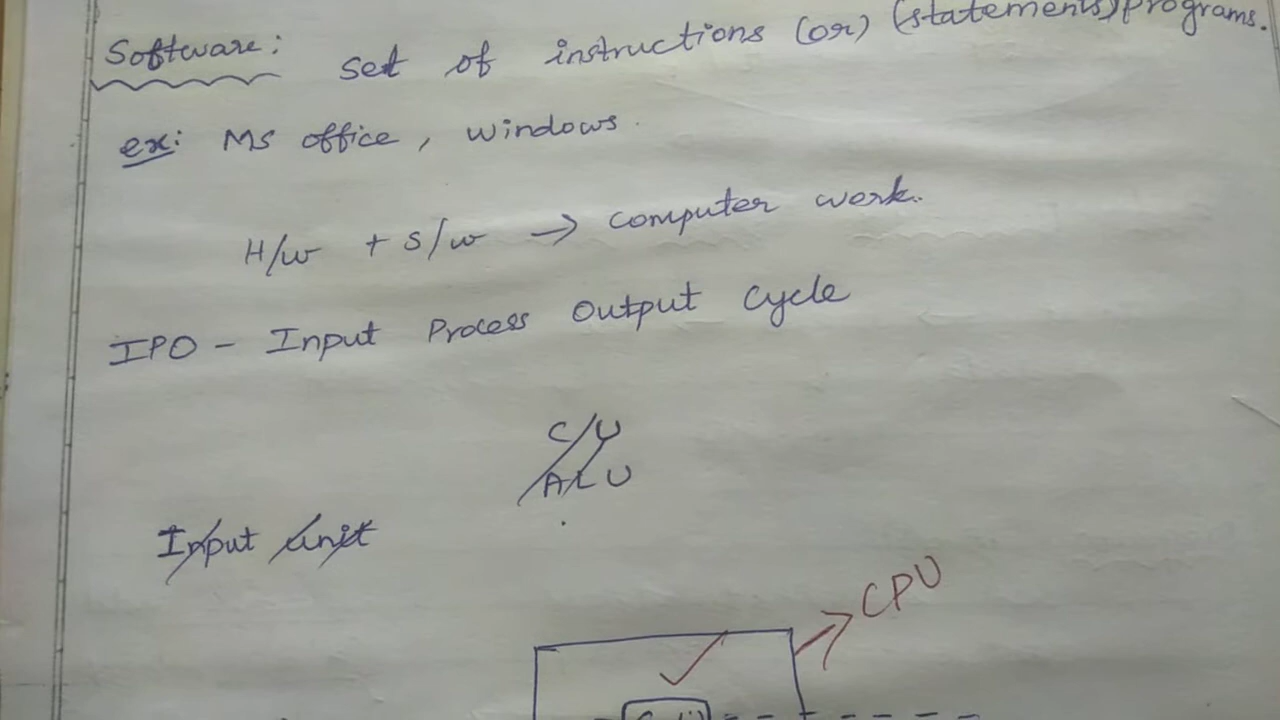 Software: set of instructions (or) (statements) programs.
ex: MS office, windows.
H/w + S/w → computer work.
IPO - Input Process Output Cycle
CU
ALU
Input unit
CPU